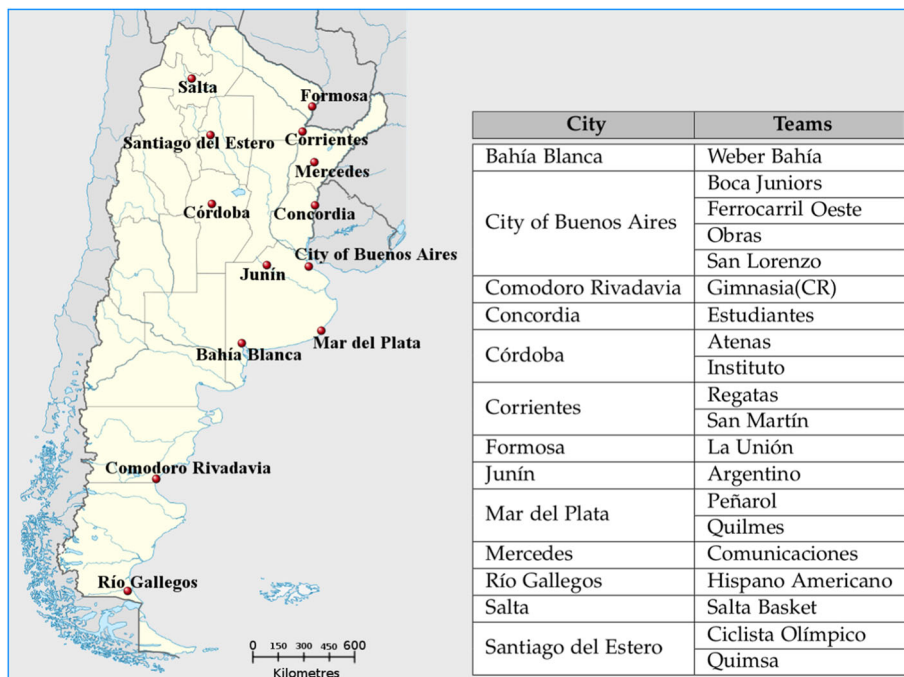 Salta
Formosa
Santiago del Estero
Corrientes
Mercedes
Córdoba
Concordia
City of Buenos Aires
Junín
Mar del Plata
Bahía Blanca
Comodoro Rivadavia
Río Gallegos
0 150 300 450 600
Kilometres
City Teams
Bahía Blanca Weber Bahía
City of Buenos Aires Boca Juniors
Ferrocarril Oeste
Obras
San Lorenzo
Comodoro Rivadavia Gimnasia(CR)
Concordia Estudiantes
Córdoba Atenas
Instituto
Corrientes Regatas
San Martín
Formosa La Unión
Junín Argentino
Mar del Plata Peñarol
Quilmes
Mercedes Comunicaciones
Río Gallegos Hispano Americano
Salta Salta Basket
Santiago del Estero Ciclista Olímpico
Quimsa